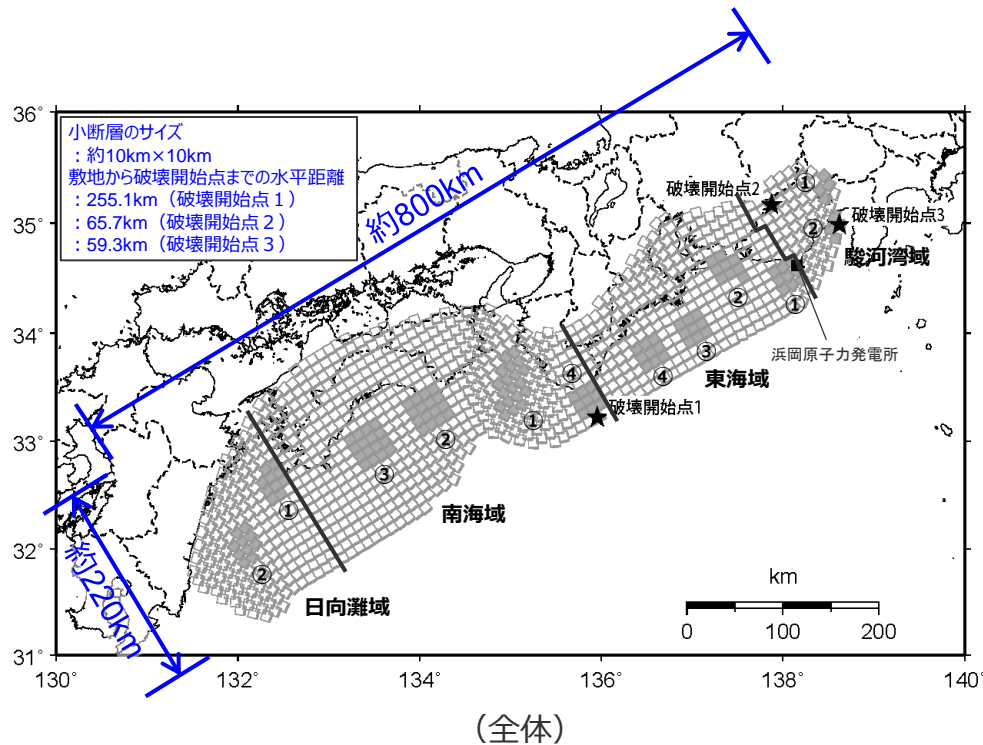 36°
小断層のサイズ
：約10km×10km
敷地から破壊開始点までの水平距離
：255.1km（破壊開始点１）
：65.7km（破壊開始点２）
：59.3km（破壊開始点３）
約800km
破壊開始点2
①
35°
②
破壊開始点3
駿河湾域
②
①
34°
浜岡原子力発電所
③
④
④
東海域
破壊開始点1
①
33°
②
③
南海域
①
32°
②
約220km
日向灘域
km
0 100 200
31°
130° 132° 134° 136° 138° 140°
（全体）